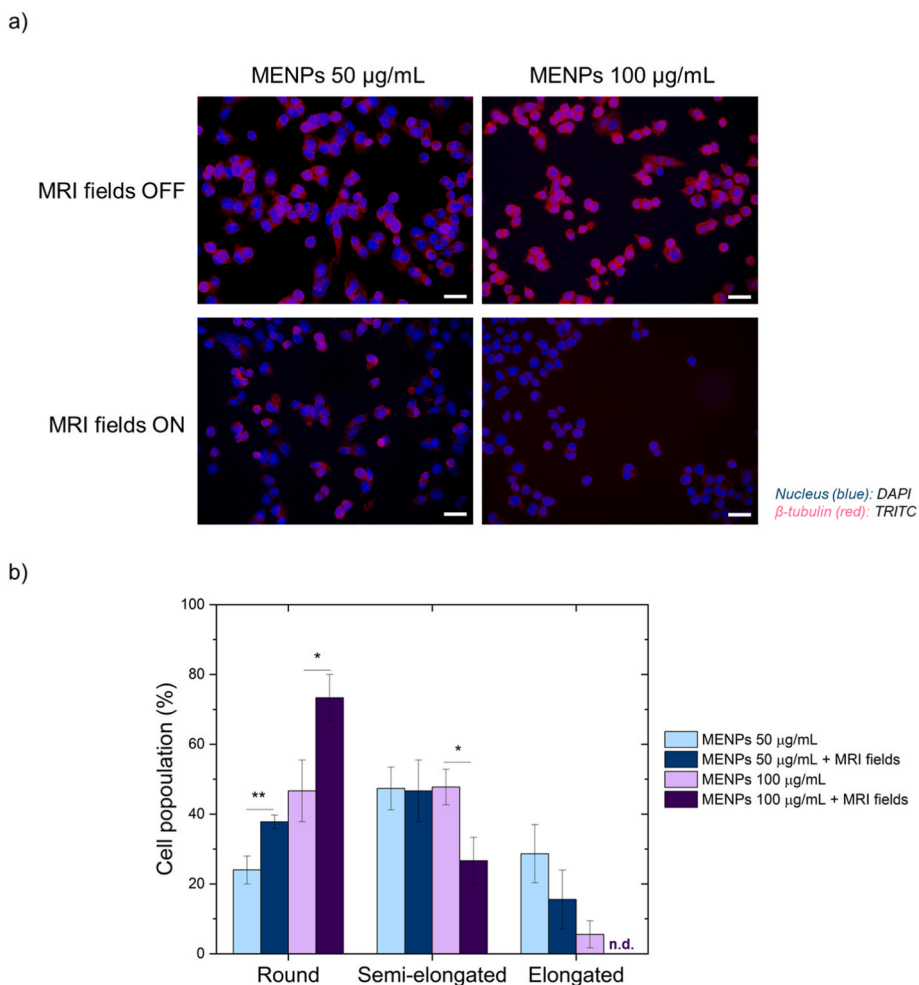 a)
MENPs 50 µg/mL MENPs 100 µg/mL
MRI fields OFF
MRI fields ON
Nucleus (blue): DAPI
β-tubulin (red): TRITC
b)
Cell popoulation (%)
100
80
60
40
20
0
** * *
n.d.
Round Semi-elongated Elongated
MENPs 50 µg/mL
MENPs 50 µg/mL + MRI fields
MENPs 100 µg/mL
MENPs 100 µg/mL + MRI fields